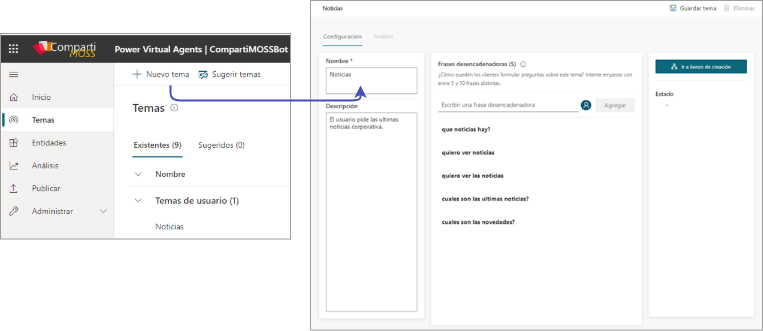 Comparti
MOSS
Power Virtual Agents | CompartiMOSSBot
Nuevo tema
Sugerir temas
Inicio
Temas
Entidades
Análisis
Publicar
Administrar
Temas
Existentes (9)
Sugeridos (0)
Nombre
Temas de usuario (1)
Noticias
Noticias
Guardar tema
Eliminar
Configuración
Análisis
Nombre *
Noticias
Descripción
El usuario pide las ultimas
noticias corporativa.
Frases desencadenadoras (5)
¿Cómo pueden los clientes formular preguntas sobre este tema? Intente empezar con
entre 5 y 10 frases distintas.
Escribir una frase desencadenadora
Agregar
que noticias hay?
quiero ver noticias
quiero ver las noticias
cuales son las ultimas noticias?
cuales son las novedades?
Ir a lienzo de creación
Estado
-